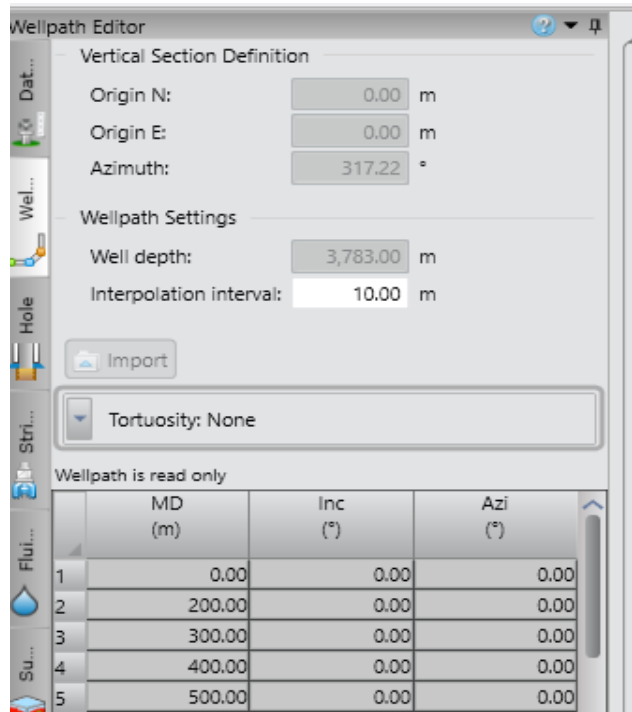 Wellpath Editor
Vertical Section Definition
Origin N: 0.00 m
Origin E: 0.00 m
Azimuth: 317.22 °
Wellpath Settings
Well depth: 3,783.00 m
Interpolation interval: 10.00 m
Import
Tortuosity: None
Wellpath is read only
MD Inc Azi
(m) (°) (°)
1 0.00 0.00 0.00
2 200.00 0.00 0.00
3 300.00 0.00 0.00
4 400.00 0.00 0.00
5 500.00 0.00 0.00
Dat...
Wel...
Hole
Stri...
Flui...
Su...